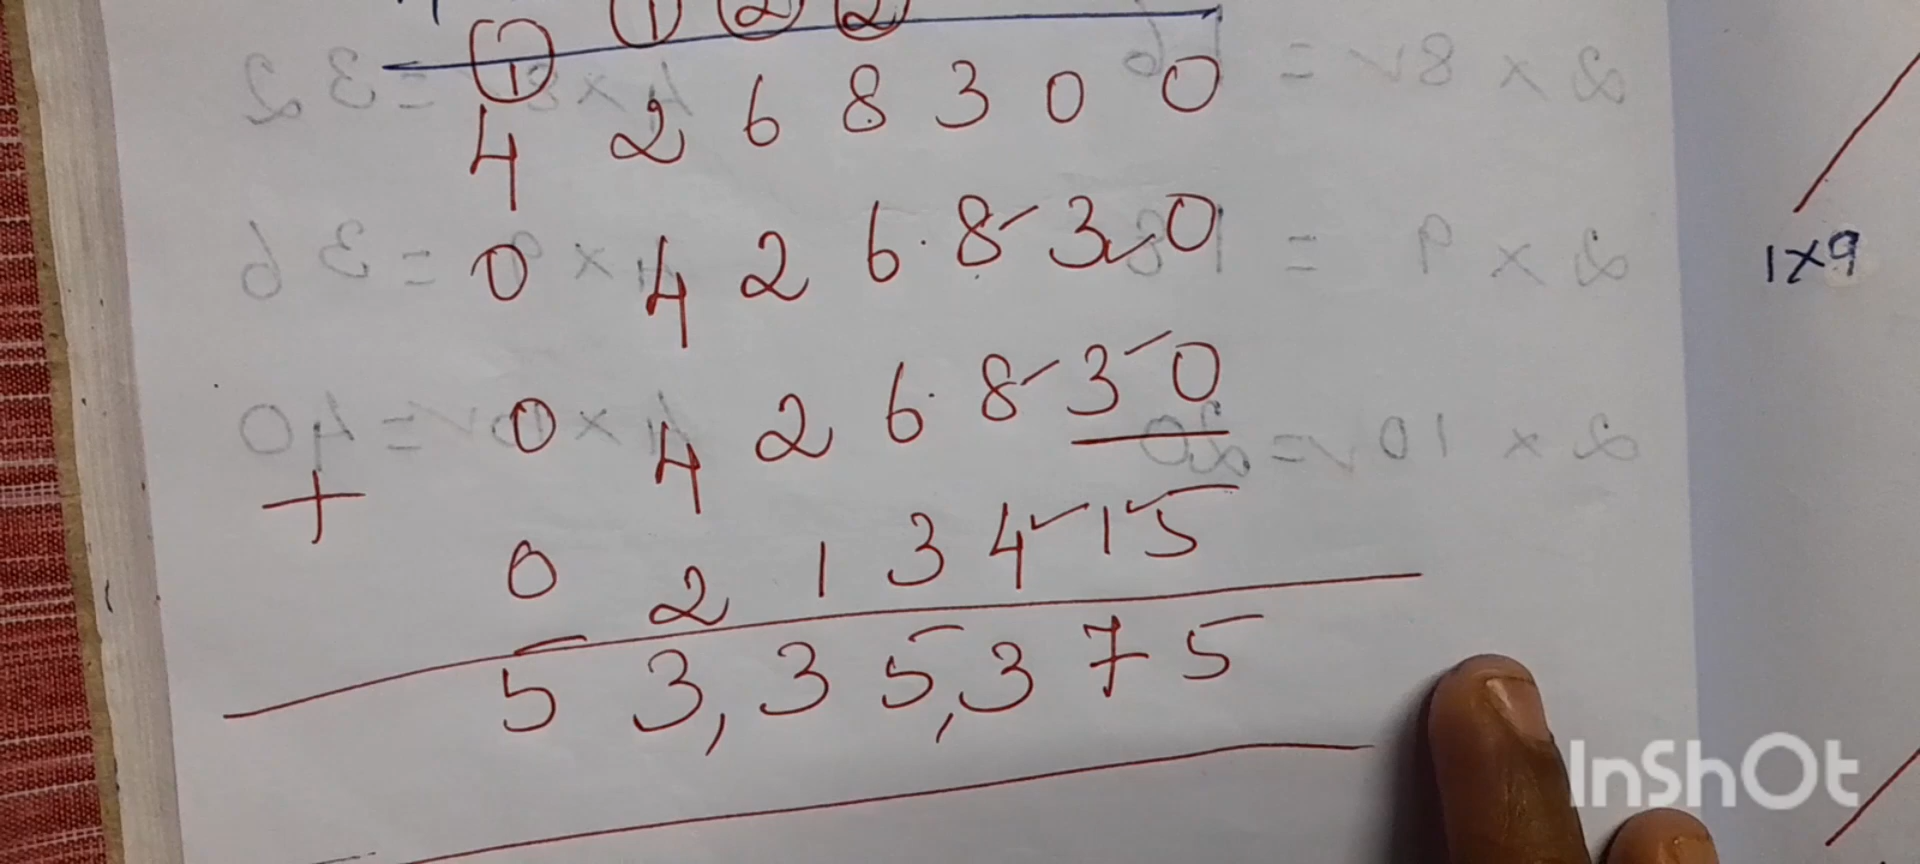 1 2 2
1
4 2 6 8 3 0 0
0 4 2 6 8 3 0
0 4 2 6 8 3 0
+
0 2 1 3 4 1 5
5 3, 3 5, 3 7 5
1x9
InShOt